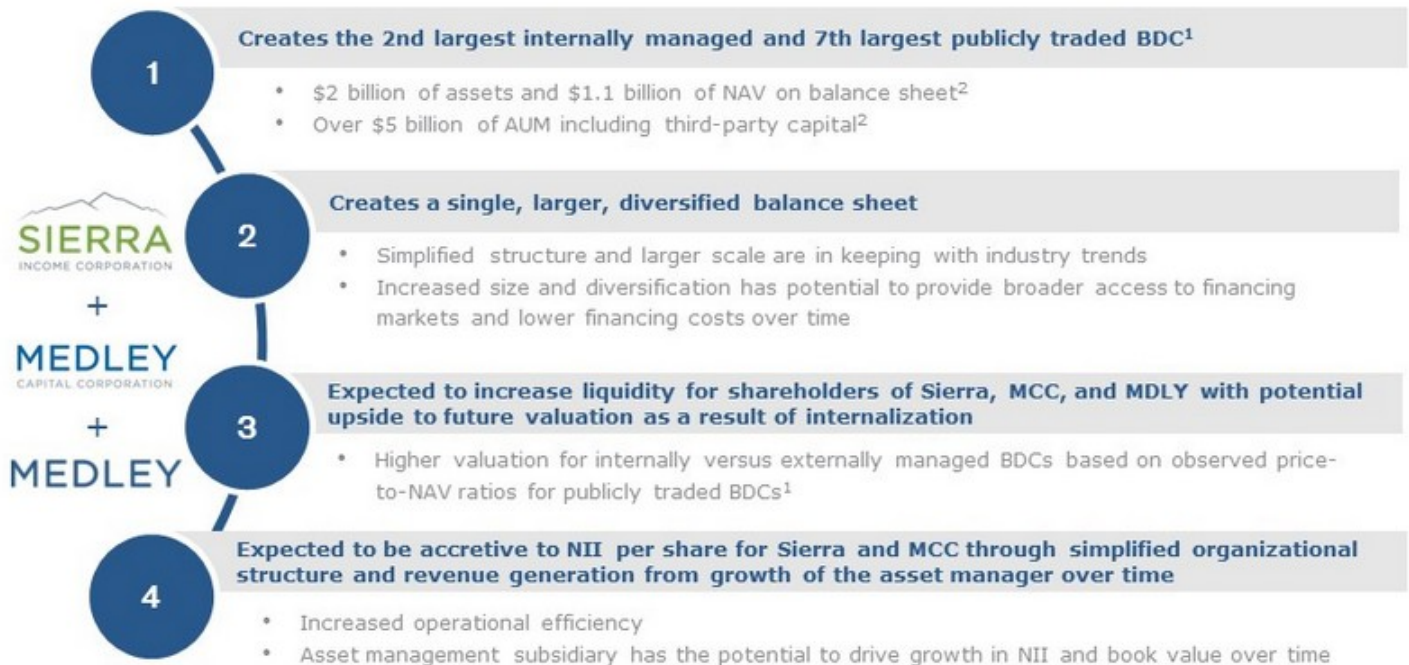 1
Creates the 2nd largest internally managed and 7th largest publicly traded BDC¹
• $2 billion of assets and $1.1 billion of NAV on balance sheet²
• Over $5 billion of AUM including third-party capital²
SIERRA
INCOME CORPORATION
+
MEDLEY
CAPITAL CORPORATION
+
MEDLEY
2
Creates a single, larger, diversified balance sheet
• Simplified structure and larger scale are in keeping with industry trends
• Increased size and diversification has potential to provide broader access to financing
markets and lower financing costs over time
3
Expected to increase liquidity for shareholders of Sierra, MCC, and MDLY with potential
upside to future valuation as a result of internalization
• Higher valuation for internally versus externally managed BDCs based on observed price-
to-NAV ratios for publicly traded BDCs¹
4
Expected to be accretive to NII per share for Sierra and MCC through simplified organizational
structure and revenue generation from growth of the asset manager over time
• Increased operational efficiency
• Asset management subsidiary has the potential to drive growth in NII and book value over time